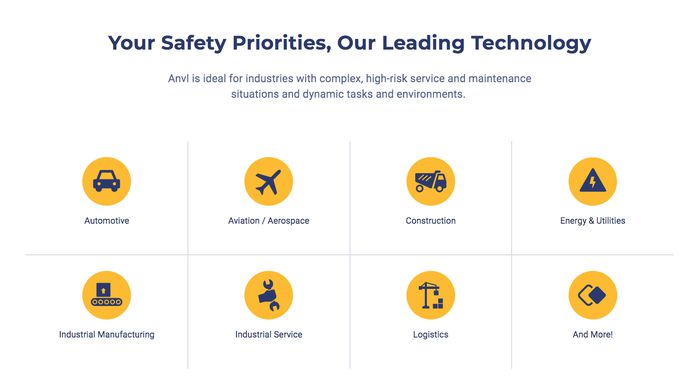 Your Safety Priorities, Our Leading Technology
Anvl is ideal for industries with complex, high-risk service and maintenance
situations and dynamic tasks and environments.
Automotive
Aviation / Aerospace
Construction
Energy & Utilities
Industrial Manufacturing
Industrial Service
Logistics
And More!